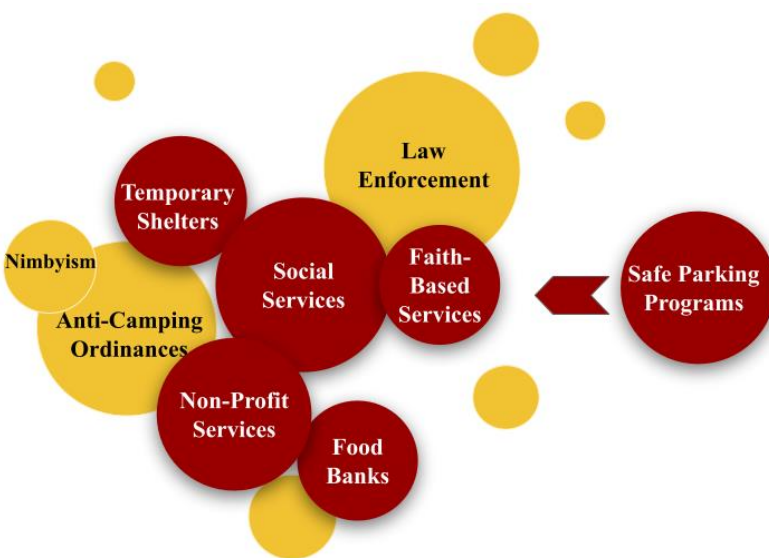 Law
Enforcement
Temporary
Shelters
Nimbyism
Social
Services
Faith-
Based
Services
Safe Parking
Programs
Anti-Camping
Ordinances
Non-Profit
Services
Food
Banks